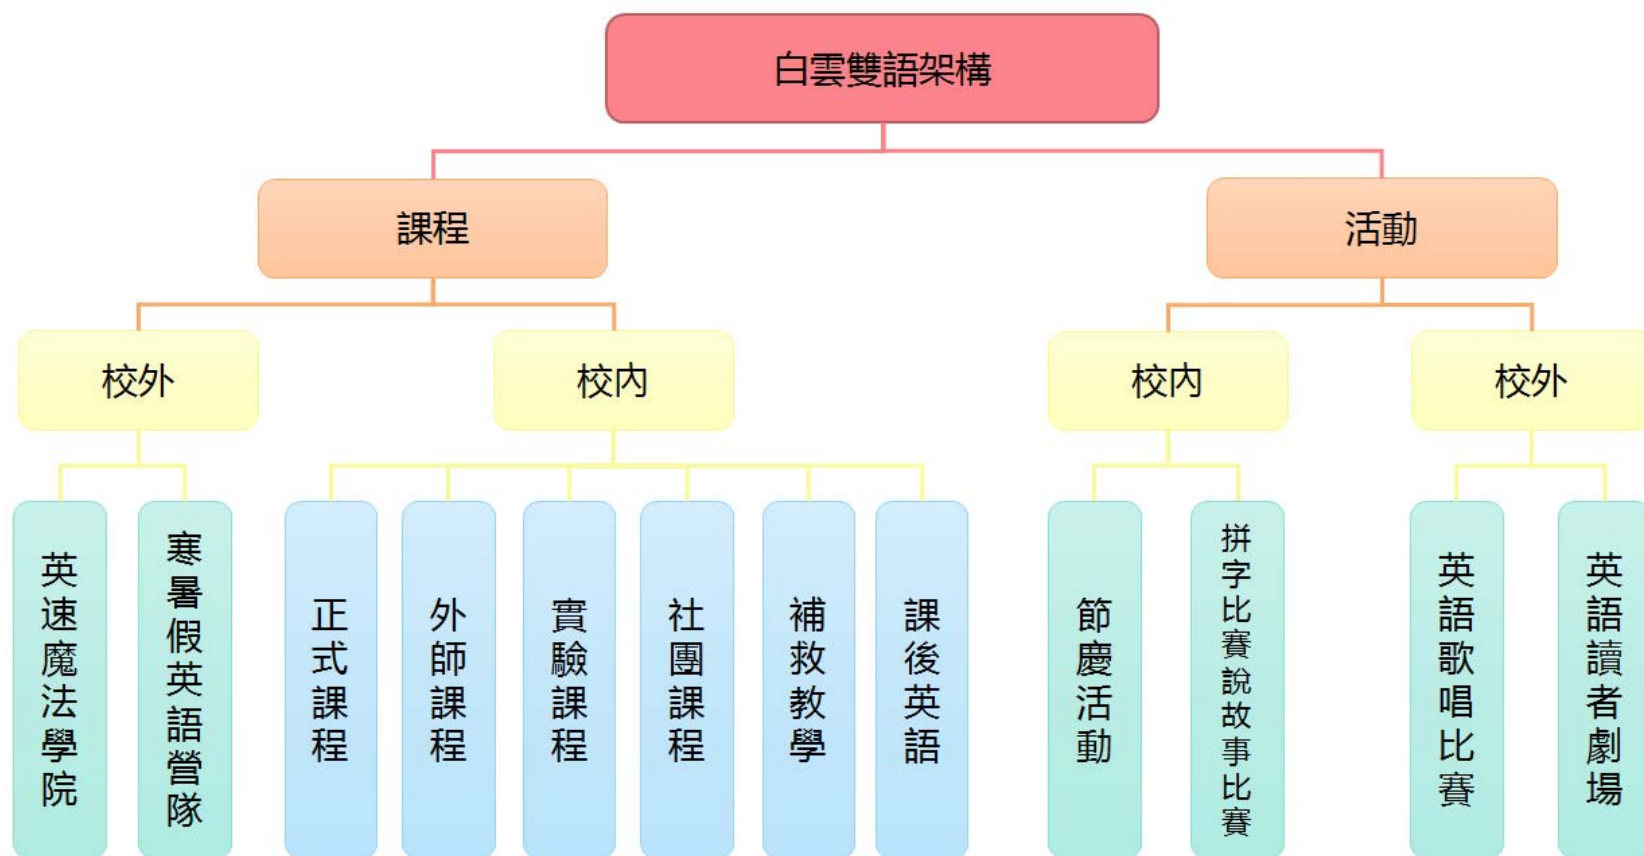 白雲雙語架構
課程
活動
校外
校內
校內
校外
英速魔法學院
寒暑假英語營隊
正式課程
外師課程
實驗課程
社團課程
補救教學
課後英語
節慶活動
拼字比賽說故事比賽
英語歌唱比賽
英語讀者劇場